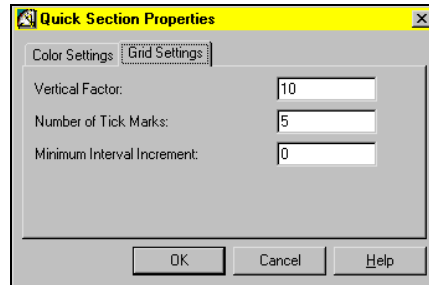 Quick Section Properties
Color Settings Grid Settings
Vertical Factor: 10
Number of Tick Marks: 5
Minimum Interval Increment: 0
OK Cancel Help